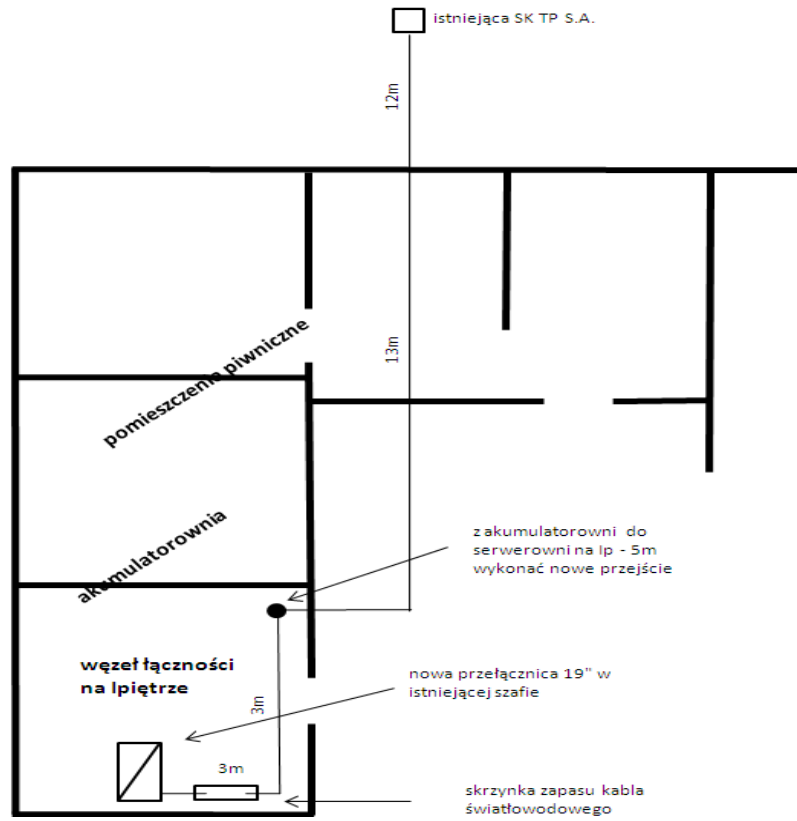 istniejąca SK TP S.A.
12m
13m
pomieszczenie piwniczne
akumulatorownia
z akumulatorowni do
serwerowni na Ip - 5m
wykonać nowe przejście
węzeł łączności
na Ipiętrze
nowa przełącznica 19" w
istniejącej szafie
3m
3m
skrzynka zapasu kabla
światłowodowego